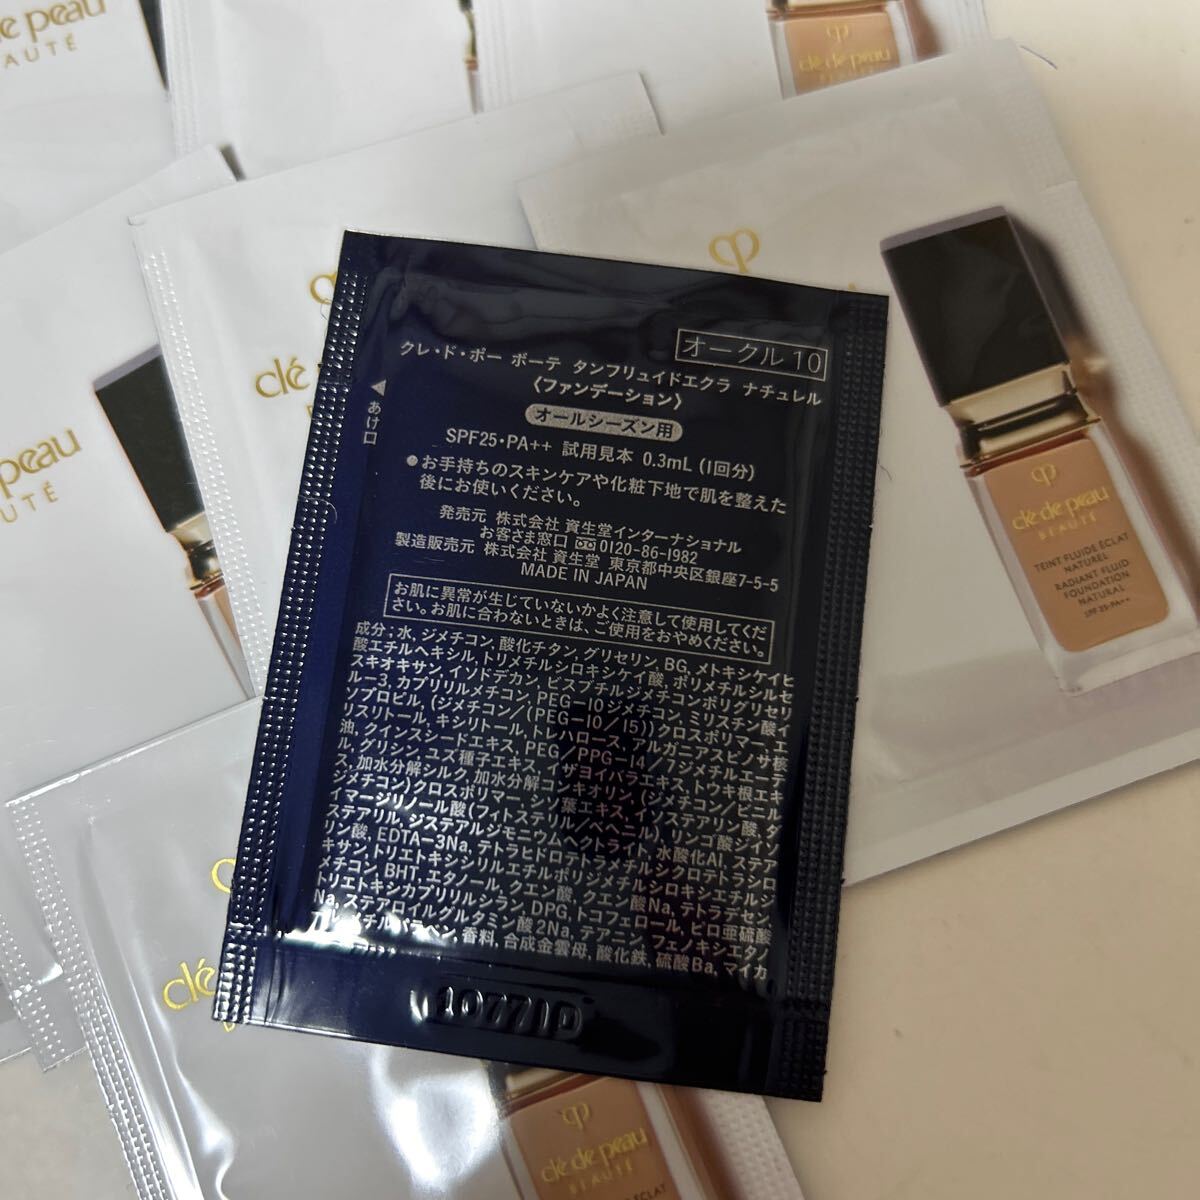 de peau
AUTÉ
clé de peau
BEAUTÉ
オークル 10
クレ・ド・ポー ボーテ タンフリュイドエクラ ナチュレル
〈ファンデーション〉
オールシーズン用
SPF25・PA++ 試用見本 0.3mL (1回分)
●お手持ちのスキンケアや化粧下地で肌を整えた
後にお使いください。
発売元 株式会社 資生堂インターナショナル
お客さま窓口 0120-86-1982
製造販売元 株式会社 資生堂 東京都中央区銀座7-5-5
MADE IN JAPAN
お肌に異常が生じていないかよく注意して使用してくだ
さい。お肌に合わないときは、ご使用をおやめください。
成分；水, ジメチコン, 酸化チタン, グリセリン, BG, メトキシケイヒ
酸エチルヘキシル, トリメチルシロキシケイ酸, ポリメチルシルセ
スキオキサン, イソドデカン, ビスブチルジメチコンポリグリセリ
ル-3, カプリリルメチコン, PEG-10ジメチコン, ミリスチン酸イ
ソプロピル, (ジメチコン/(PEG-10/15))クロスポリマー, エ
リスリトール, キシリトール, トレハロース, アルガニアスピノサ核
油, クインスシードエキス, PEG/PPG-14/7ジメチルエーテ
ル, グリシン, エズ種子エキス, イザヨイバラエキス, トウキ根エキ
ス, 加水分解シルク, 加水分解コンキオリン, (ジメチコン/ビニル
ジメチコン)クロスポリマー, シソ葉エキス, イソステアリン酸, ダ
イマージリノール酸(フィトステリル/ベヘニル), リンゴ酸ジイソ
ステアリル, ジステアルジモニウムヘクトライト, 水酸化Al, ステア
リン酸, EDTA-3Na, テトラヒドロテトラメチルシクロテトラシロ
キサン, トリエトキシシリルエチルポリジメチルシロキシエチルジ
メチコン, BHT, エタノール, クエン酸, クエン酸Na, テトラデセン,
トリエトキシカプリリルシラン, DPG, トコフェロール, ピロ亜硫酸
Na, ステアロイルグルタミン酸2Na, テアニン, フェノキシエタノ
ール, メチルパラベン, 香料, 合成金雲母, 酸化鉄, 硫酸Ba, マイカ
あけ口
clé de peau
BEAUTÉ
TEINT FLUIDE ÉCLAT
NATUREL
RADIANT FLUID
FOUNDATION
NATURAL
SPF 25・PA++
clé de peau
de peau
clé
clé de peau
BEAUTÉ
TEINT FLUIDE ÉCLAT